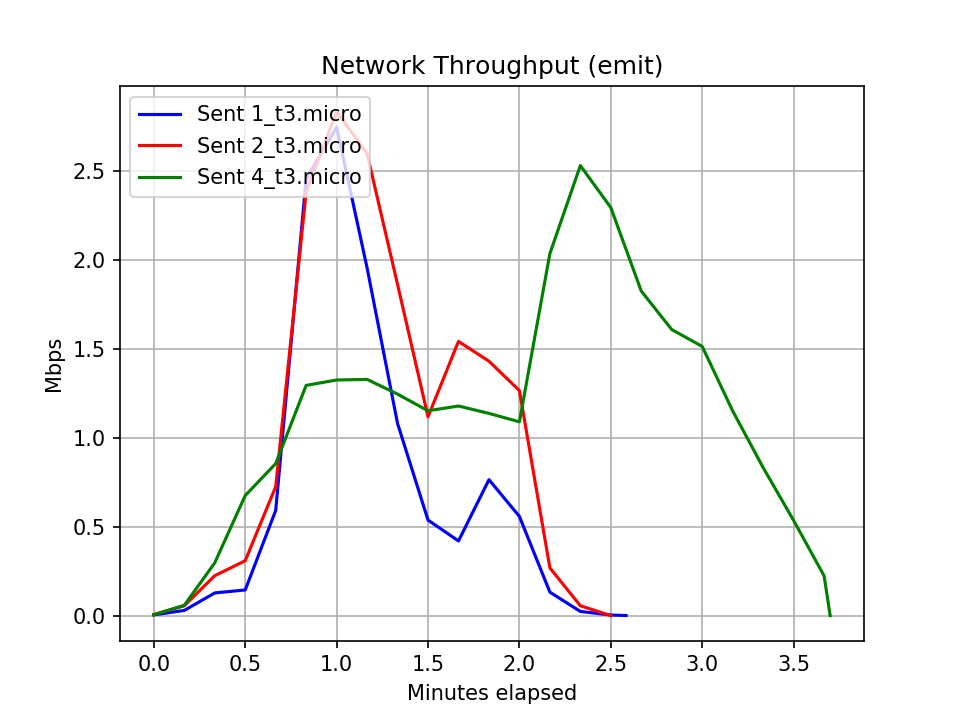 Network Throughput (emit)
Sent 1_t3.micro
Sent 2_t3.micro
Sent 4_t3.micro
Mbps
2.5
2.0
1.5
1.0
0.5
0.0
0.0 0.5 1.0 1.5 2.0 2.5 3.0 3.5
Minutes elapsed